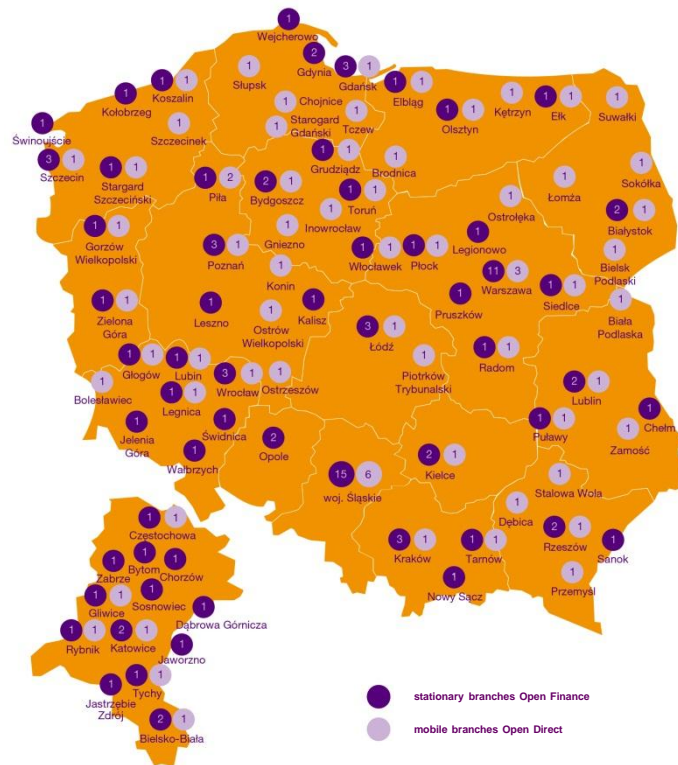 1
Wejcherowo
2
Gdynia
3 1
Gdańsk
1
Słupsk
1 1
Koszalin
1
Kołobrzeg
1 1
Elbląg
1
Kętrzyn
1 1
Ełk
1
Suwałki
1 1
Olsztyn
1
Chojnice
1
Starogard
Gdański
1
Tczew
1
Świnoujście
1
Szczecinek
3 1
Szczecin
1 1
Stargard
Szczeciński
1 1
Grudziądz
1
Brodnica
1
Sokółka
1
Łomża
1 2
Piła
2 1
Bydgoszcz
1 1
Toruń
1
Ostrołęka
2 1
Białystok
1
Inowrocław
1 1
Gorzów
Wielkopolski
1
Gniezno
3 1
Poznań
1 1
Włocławek
1 1
Płock
1
Legionowo
1
Bielsk
Podlaski
1
Konin
11 3
Warszawa
1 1
Siedlce
1
Biała
Podlaska
1
Pruszków
1 1
Zielona
Góra
1
Leszno
1
Ostrów
Wielkopolski
1
Kalisz
3 1
Łódź
1 1
Radom
1
Piotrków
Trybunalski
1 1
Głogów
1 1
Lubin
3 1
Wrocław
1
Ostrzeszów
1
Bolesławiec
1 1
Legnica
2 1
Lublin
1
Chełm
1 1
Puławy
1
Zamość
1
Jelenia
Góra
1
Świdnica
1
Wałbrzych
2
Opole
15 6
woj. Śląskie
2 1
Kielce
1
Stalowa Wola
1
Dębica
2 1
Rzeszów
1
Sanok
3 1
Kraków
1 1
Tarnów
1
Nowy Sącz
1
Przemyśl
1 1
Częstochowa
1
Zabrze
1
Bytom
1
Chorzów
1 1
Gliwice
1
Sosnowiec
1
Dąbrowa Górnicza
1 1
Rybnik
2 1
Katowice
1
Jaworzno
1
Jastrzębie
Zdrój
1 1
Tychy
2 1
Bielsko-Biała
stationary branches Open Finance
mobile branches Open Direct